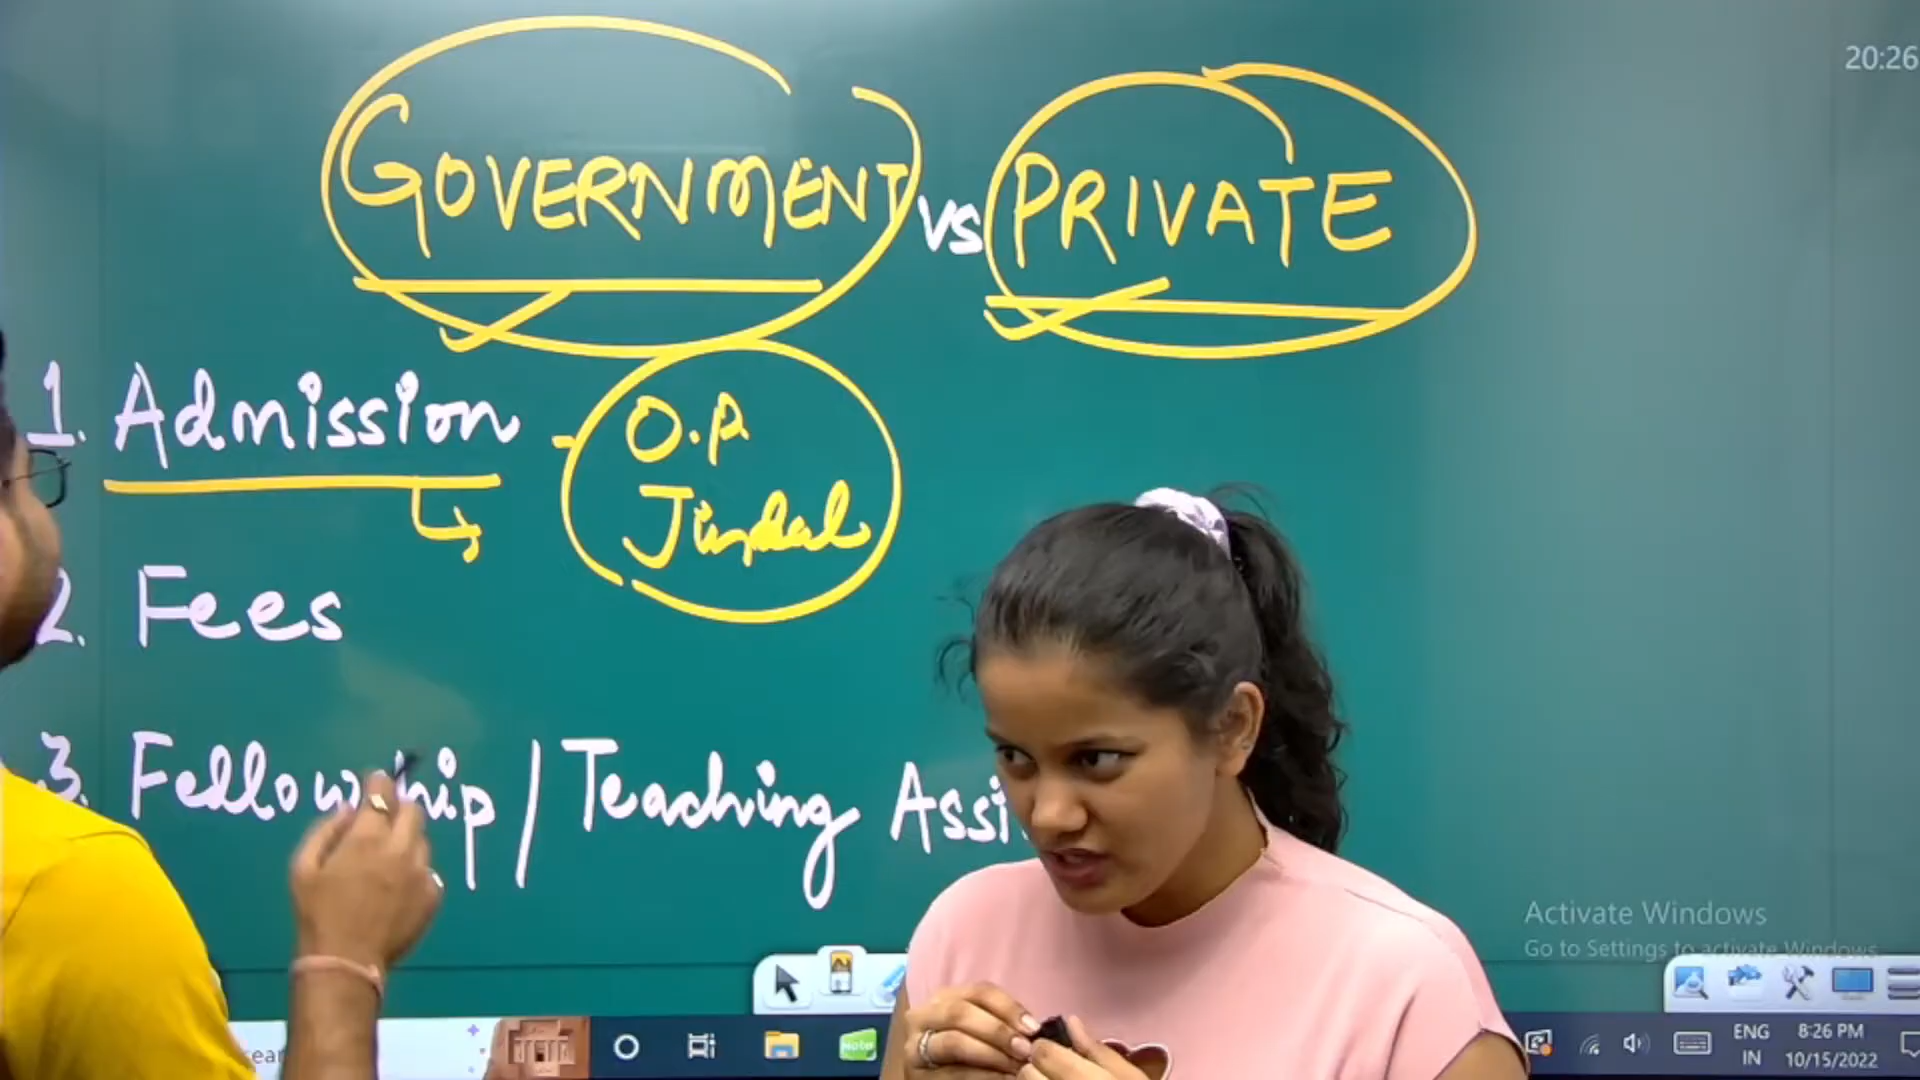 20:26
GOVERNMENT vs PRIVATE
1. Admission - O.P.
Jindal
2. Fees
3. Fellowship / Teaching Assi
Activate Windows
Go to Settings to activate Windows.
ENG 8:26 PM
IN 10/15/2022
Note